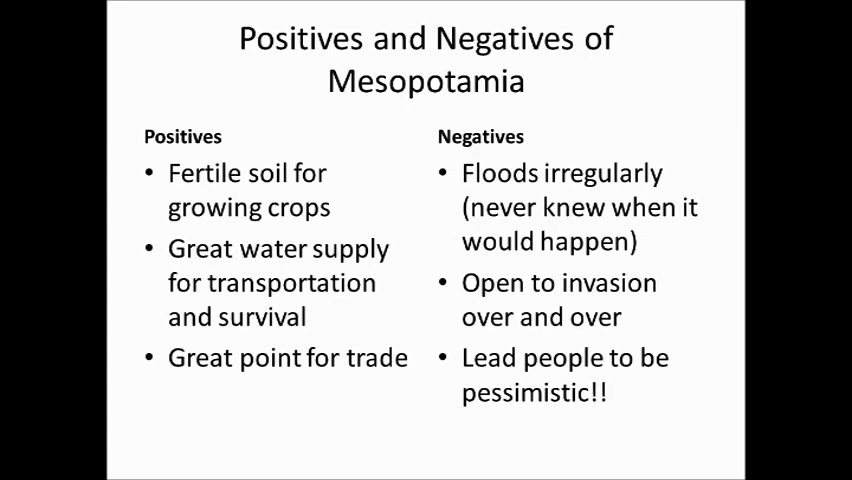 Positives and Negatives of
Mesopotamia
Positives
• Fertile soil for
growing crops
• Great water supply
for transportation
and survival
• Great point for trade
Negatives
• Floods irregularly
(never knew when it
would happen)
• Open to invasion
over and over
• Lead people to be
pessimistic!!